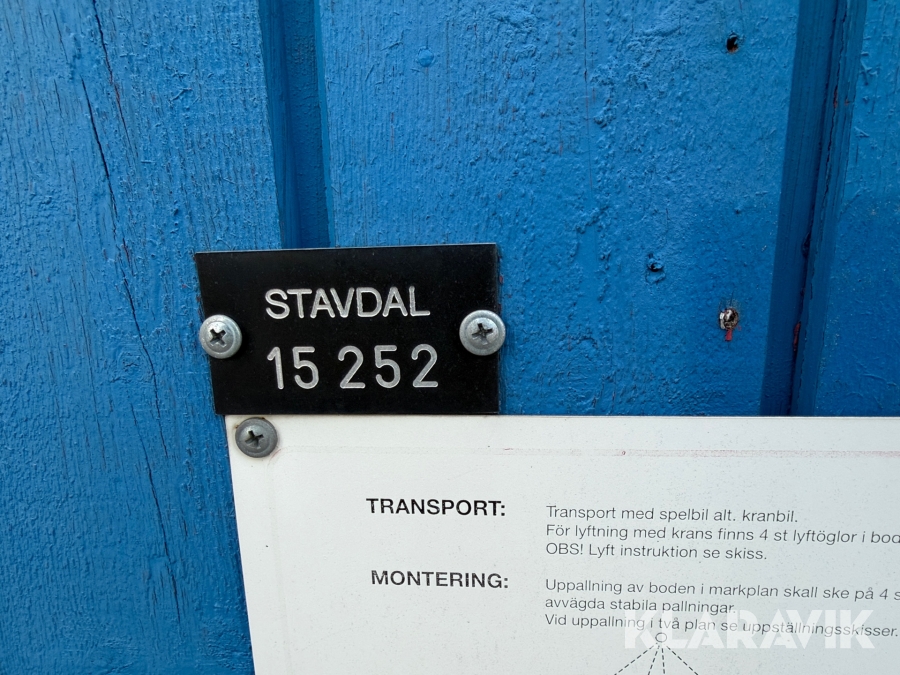 STAVDAL
15 252
TRANSPORT:
Transport med spelbil alt. kranbil.
För lyftning med krans finns 4 st lyftöglor i bod
OBS! Lyft instruktion se skiss.
MONTERING:
Uppallning av boden i markplan skall ske på 4 s
avvägda stabila pallningar
Vid uppallning i två plan se uppställningsskisser.
KLARAVIK